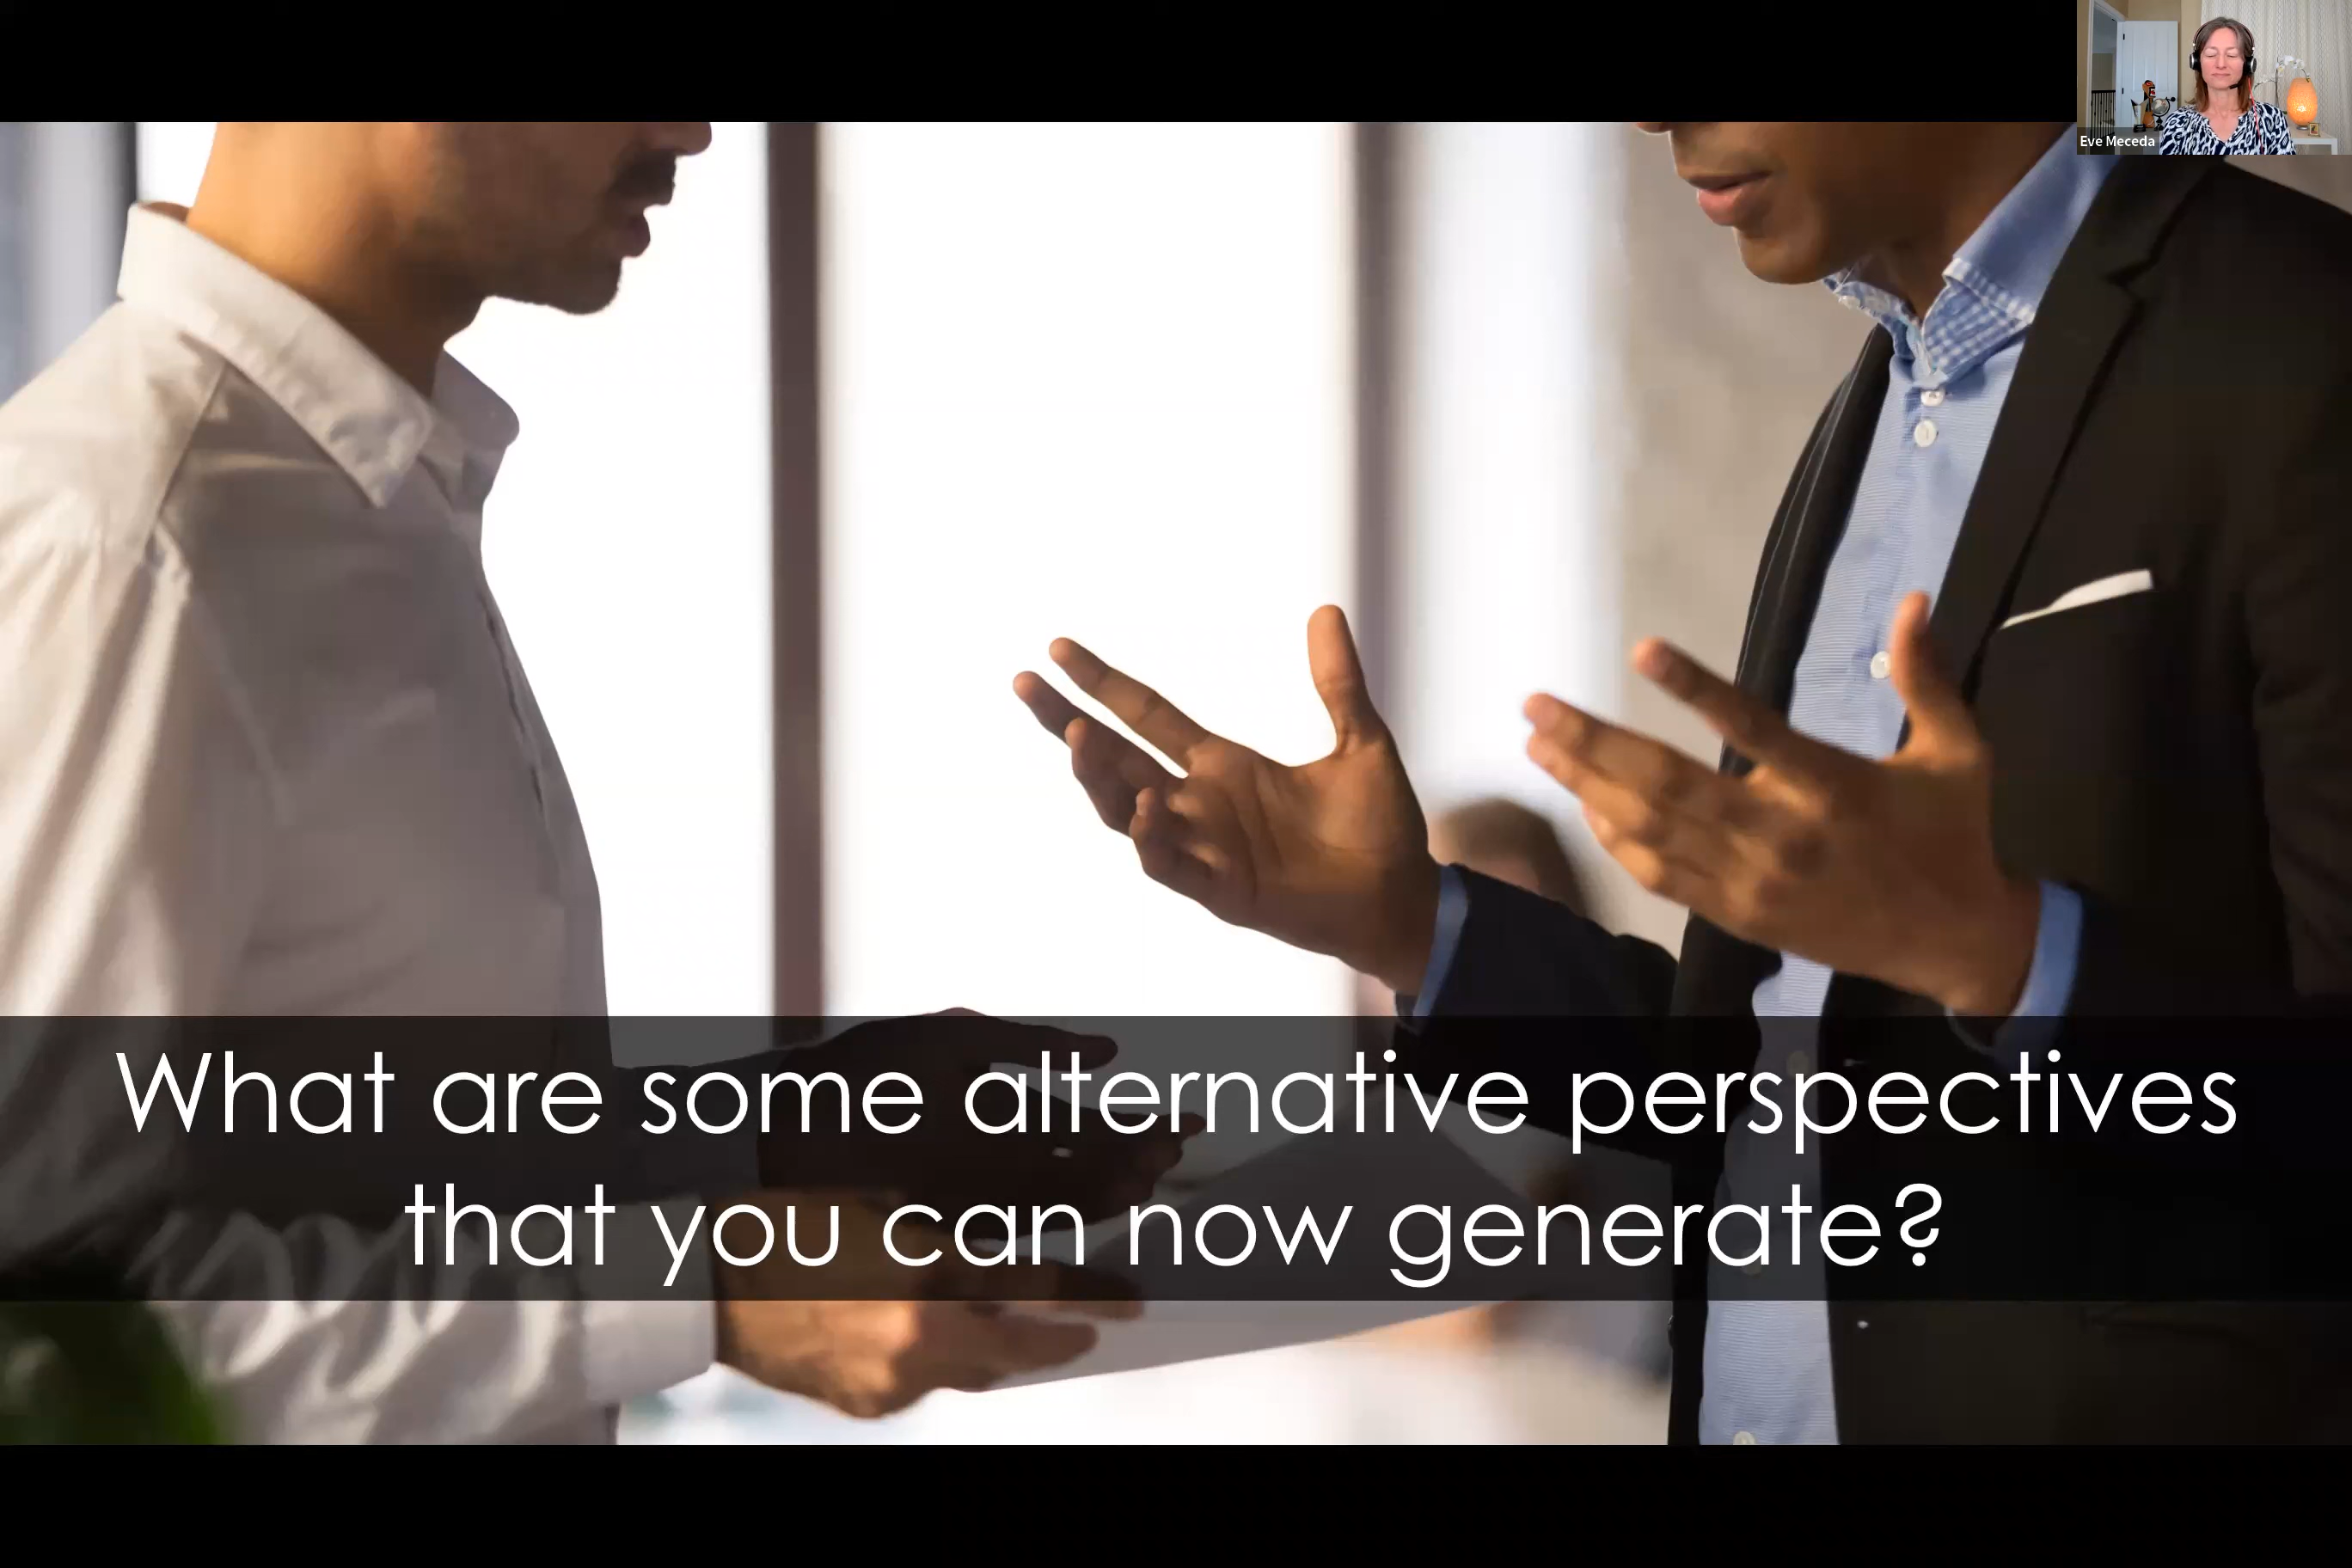 Eve Meceda
What are some alternative perspectives
that you can now generate?